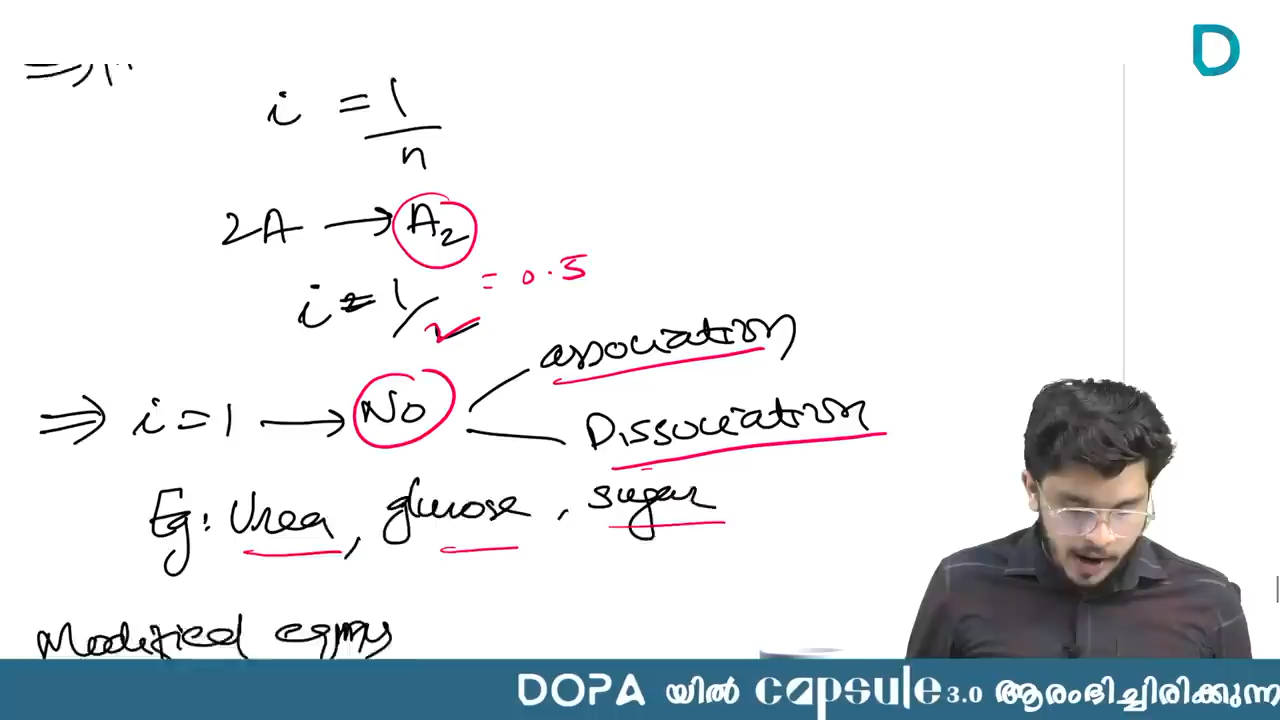 i = 1
n
2A → A₂
i = 1/2 = 0.5
association
⇒ i = 1 → No
Dissociation
Eg: Urea, glucose, sugar
Modified eqns
DOPA യിൽ capsule 3.0 ആരംഭിച്ചിരിക്കുന്ന